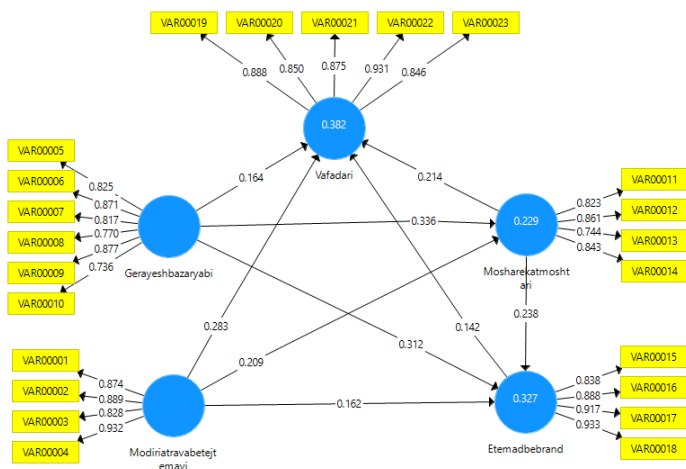 VAR00019 VAR00020 VAR00021 VAR00022 VAR00023
0.888 0.850 0.875 0.931 0.846
0.382
Vafadari
VAR00005
VAR00006
VAR00007
VAR00008
VAR00009
VAR00010
0.825
0.871
0.817
0.770
0.877
0.736
Gerayeshbazaryabi
0.164
0.214
0.336
VAR00011
VAR00012
VAR00013
VAR00014
0.823
0.861
0.744
0.843
0.229
Mosharekatmosht
ari
0.283
0.209
0.312
0.142
0.238
0.162
VAR00001
VAR00002
VAR00003
VAR00004
0.874
0.889
0.828
0.932
Modiriatravabetejt
emayi
VAR00015
VAR00016
VAR00017
VAR00018
0.838
0.888
0.917
0.933
0.327
Etemadbebrand